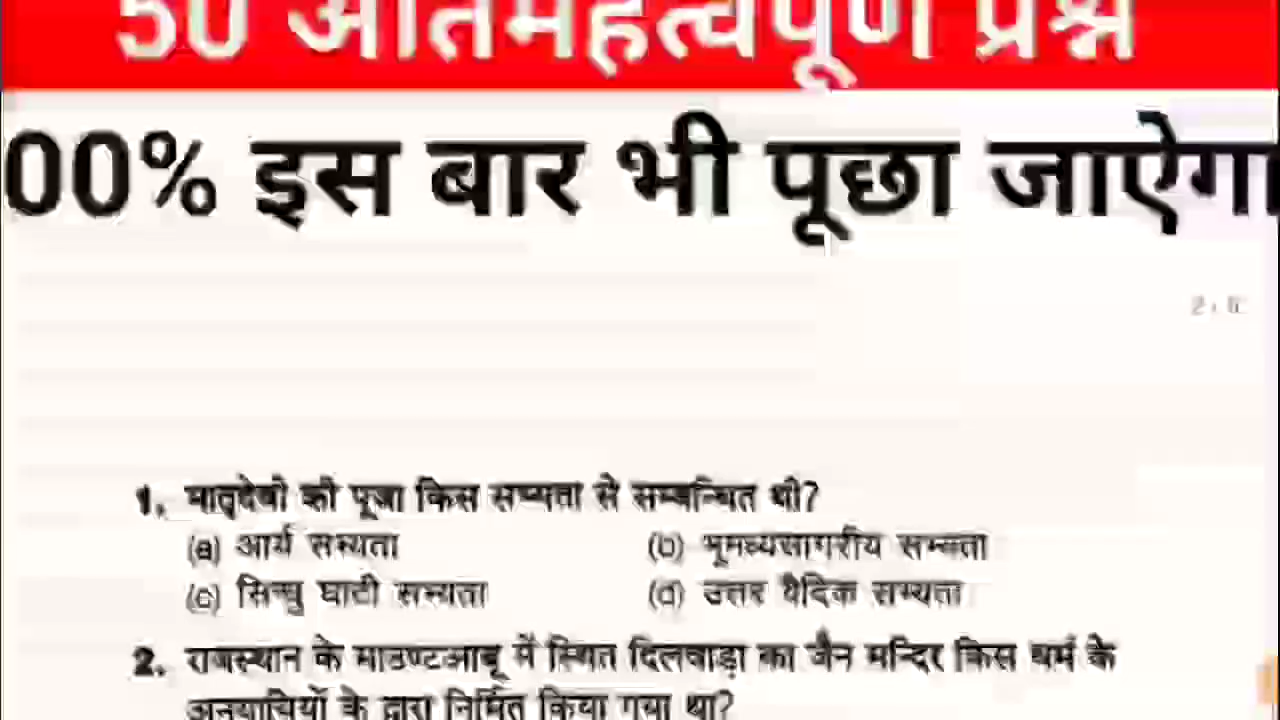 50 अतिमहत्वपूर्ण प्रश्न
00% इस बार भी पूछा जाऐगा
1. मातृदेवी की पूजा किस सभ्यता से सम्बन्धित थी?
(a) आर्य सभ्यता (b) भूमध्यसागरीय सभ्यता
(c) सिन्धु घाटी सभ्यता (d) उत्तर वैदिक सभ्यता
2. राजस्थान के माउण्टआबू में स्थित दिलवाड़ा का जैन मन्दिर किस धर्म के
अनुयायियों के द्वारा निर्मित किया गया था?